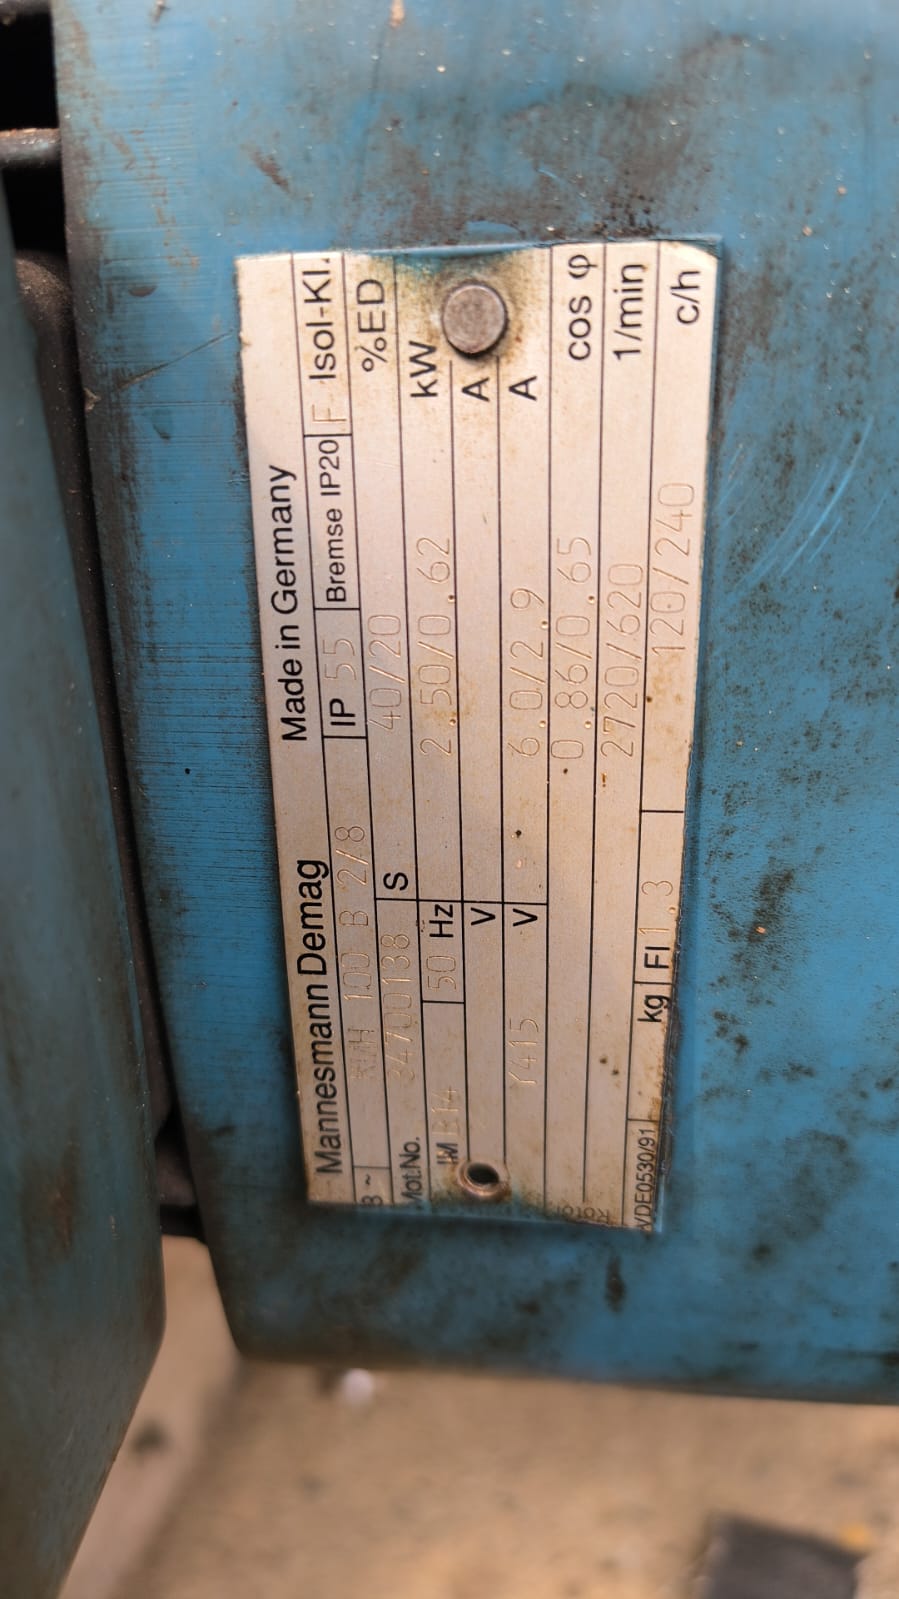 Mannesmann Demag Made in Germany
3 ~ 100 B 2/8 IP 55 Bremse IP20 F Isol-Kl.
Mot.No. 34700138 S 40/20 %ED
IM B14 50 Hz 2.50/0.62 kW
V A
Y415 V 6.0/2.9 A
0.86/0.65 cos φ
2720/620 1/min
VDE0530/91 kg FI 1.3 120/240 c/h